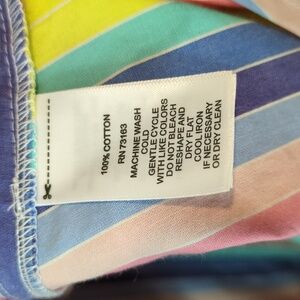 100% COTTON
RN 73163
MACHINE WASH
COLD
GENTLE CYCLE
WITH LIKE COLORS
DO NOT BLEACH
RESHAPE AND
DRY FLAT
COOL IRON
IF NECESSARY
OR DRY CLEAN